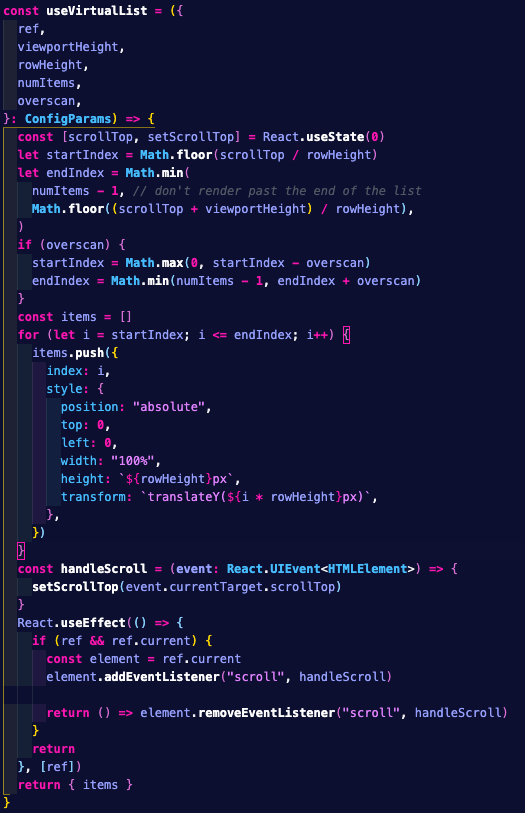 const useVirtualList = ({
  ref,
  viewportHeight,
  rowHeight,
  numItems,
  overscan,
}: ConfigParams) => {
  const [scrollTop, setScrollTop] = React.useState(0)
  let startIndex = Math.floor(scrollTop / rowHeight)
  let endIndex = Math.min(
    numItems - 1, // don't render past the end of the list
    Math.floor((scrollTop + viewportHeight) / rowHeight),
  )
  if (overscan) {
    startIndex = Math.max(0, startIndex - overscan)
    endIndex = Math.min(numItems - 1, endIndex + overscan)
  }
  const items = []
  for (let i = startIndex; i <= endIndex; i++) {
    items.push({
      index: i,
      style: {
        position: "absolute",
        top: 0,
        left: 0,
        width: "100%",
        height: `${rowHeight}px`,
        transform: `translateY(${i * rowHeight}px)`,
      },
    })
  }
  const handleScroll = (event: React.UIEvent<HTMLElement>) => {
    setScrollTop(event.currentTarget.scrollTop)
  }
  React.useEffect(() => {
    if (ref && ref.current) {
      const element = ref.current
      element.addEventListener("scroll", handleScroll)

      return () => element.removeEventListener("scroll", handleScroll)
    }
    return
  }, [ref])
  return { items }
}